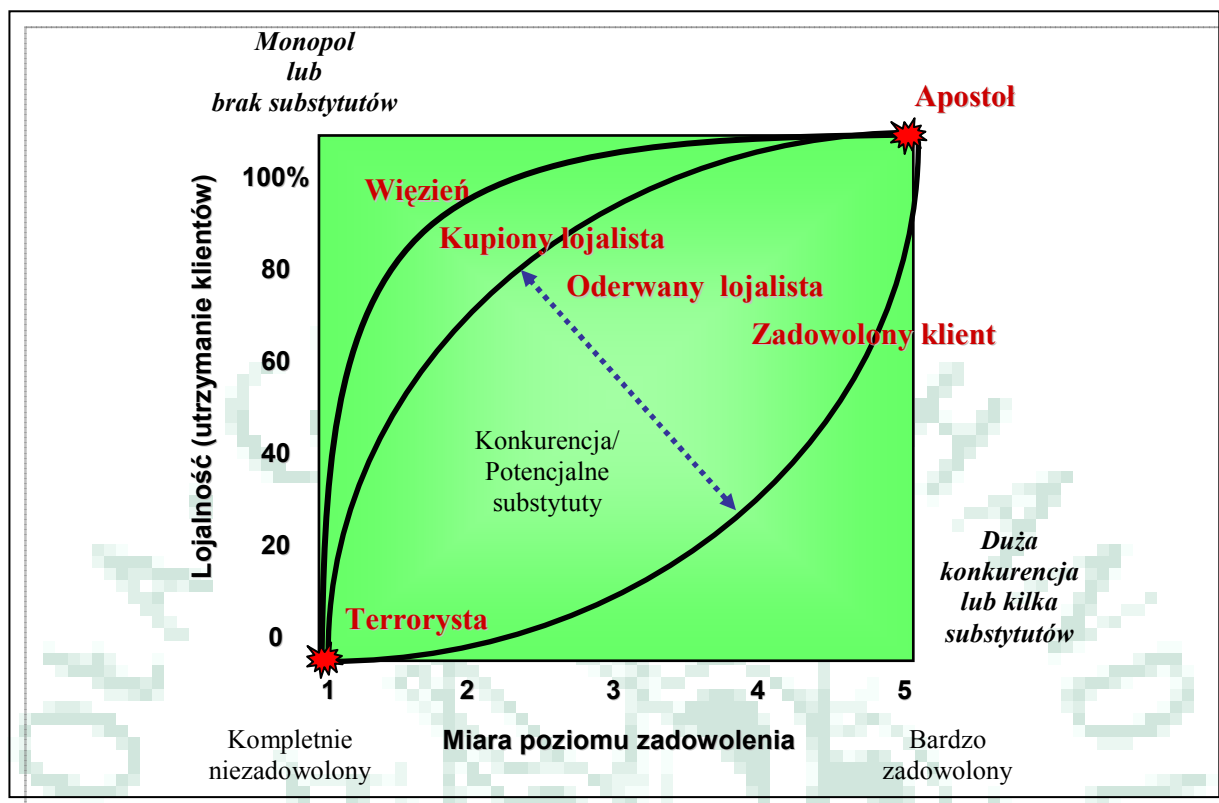 Monopol
lub
brak substytutów
Apostoł
100%
Więzień
Kupiony lojalista
80
Oderwany lojalista
Zadowolony klient
60
Lojalność (utrzymanie klientów)
40
Konkurencja/
Potencjalne
substytuty
20
Duża
konkurencja
lub kilka
substytutów
Terrorysta
0
1
2
3
4
5
Kompletnie
niezadowolony
Miara poziomu zadowolenia
Bardzo
zadowolony